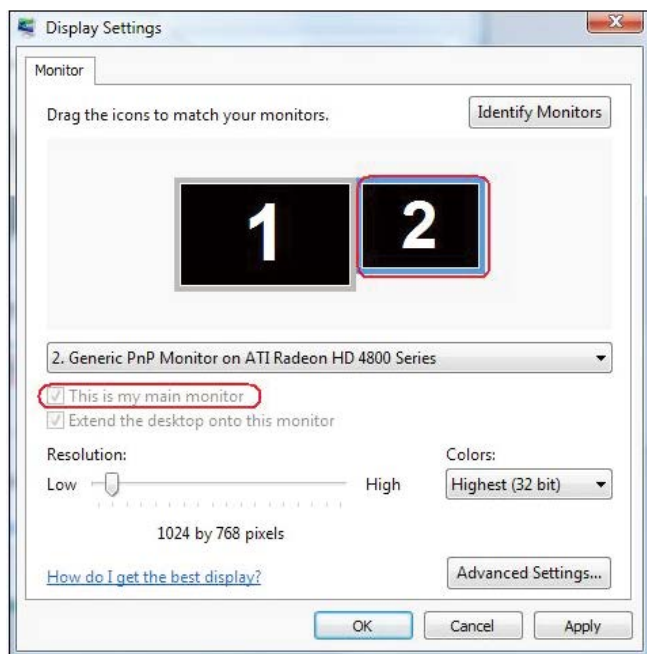 Display Settings
Monitor
Drag the icons to match your monitors.
Identify Monitors
1
2
2. Generic PnP Monitor on ATI Radeon HD 4800 Series
This is my main monitor
Extend the desktop onto this monitor
Resolution:
Colors:
Low
High
Highest (32 bit)
1024 by 768 pixels
How do I get the best display?
Advanced Settings...
OK
Cancel
Apply